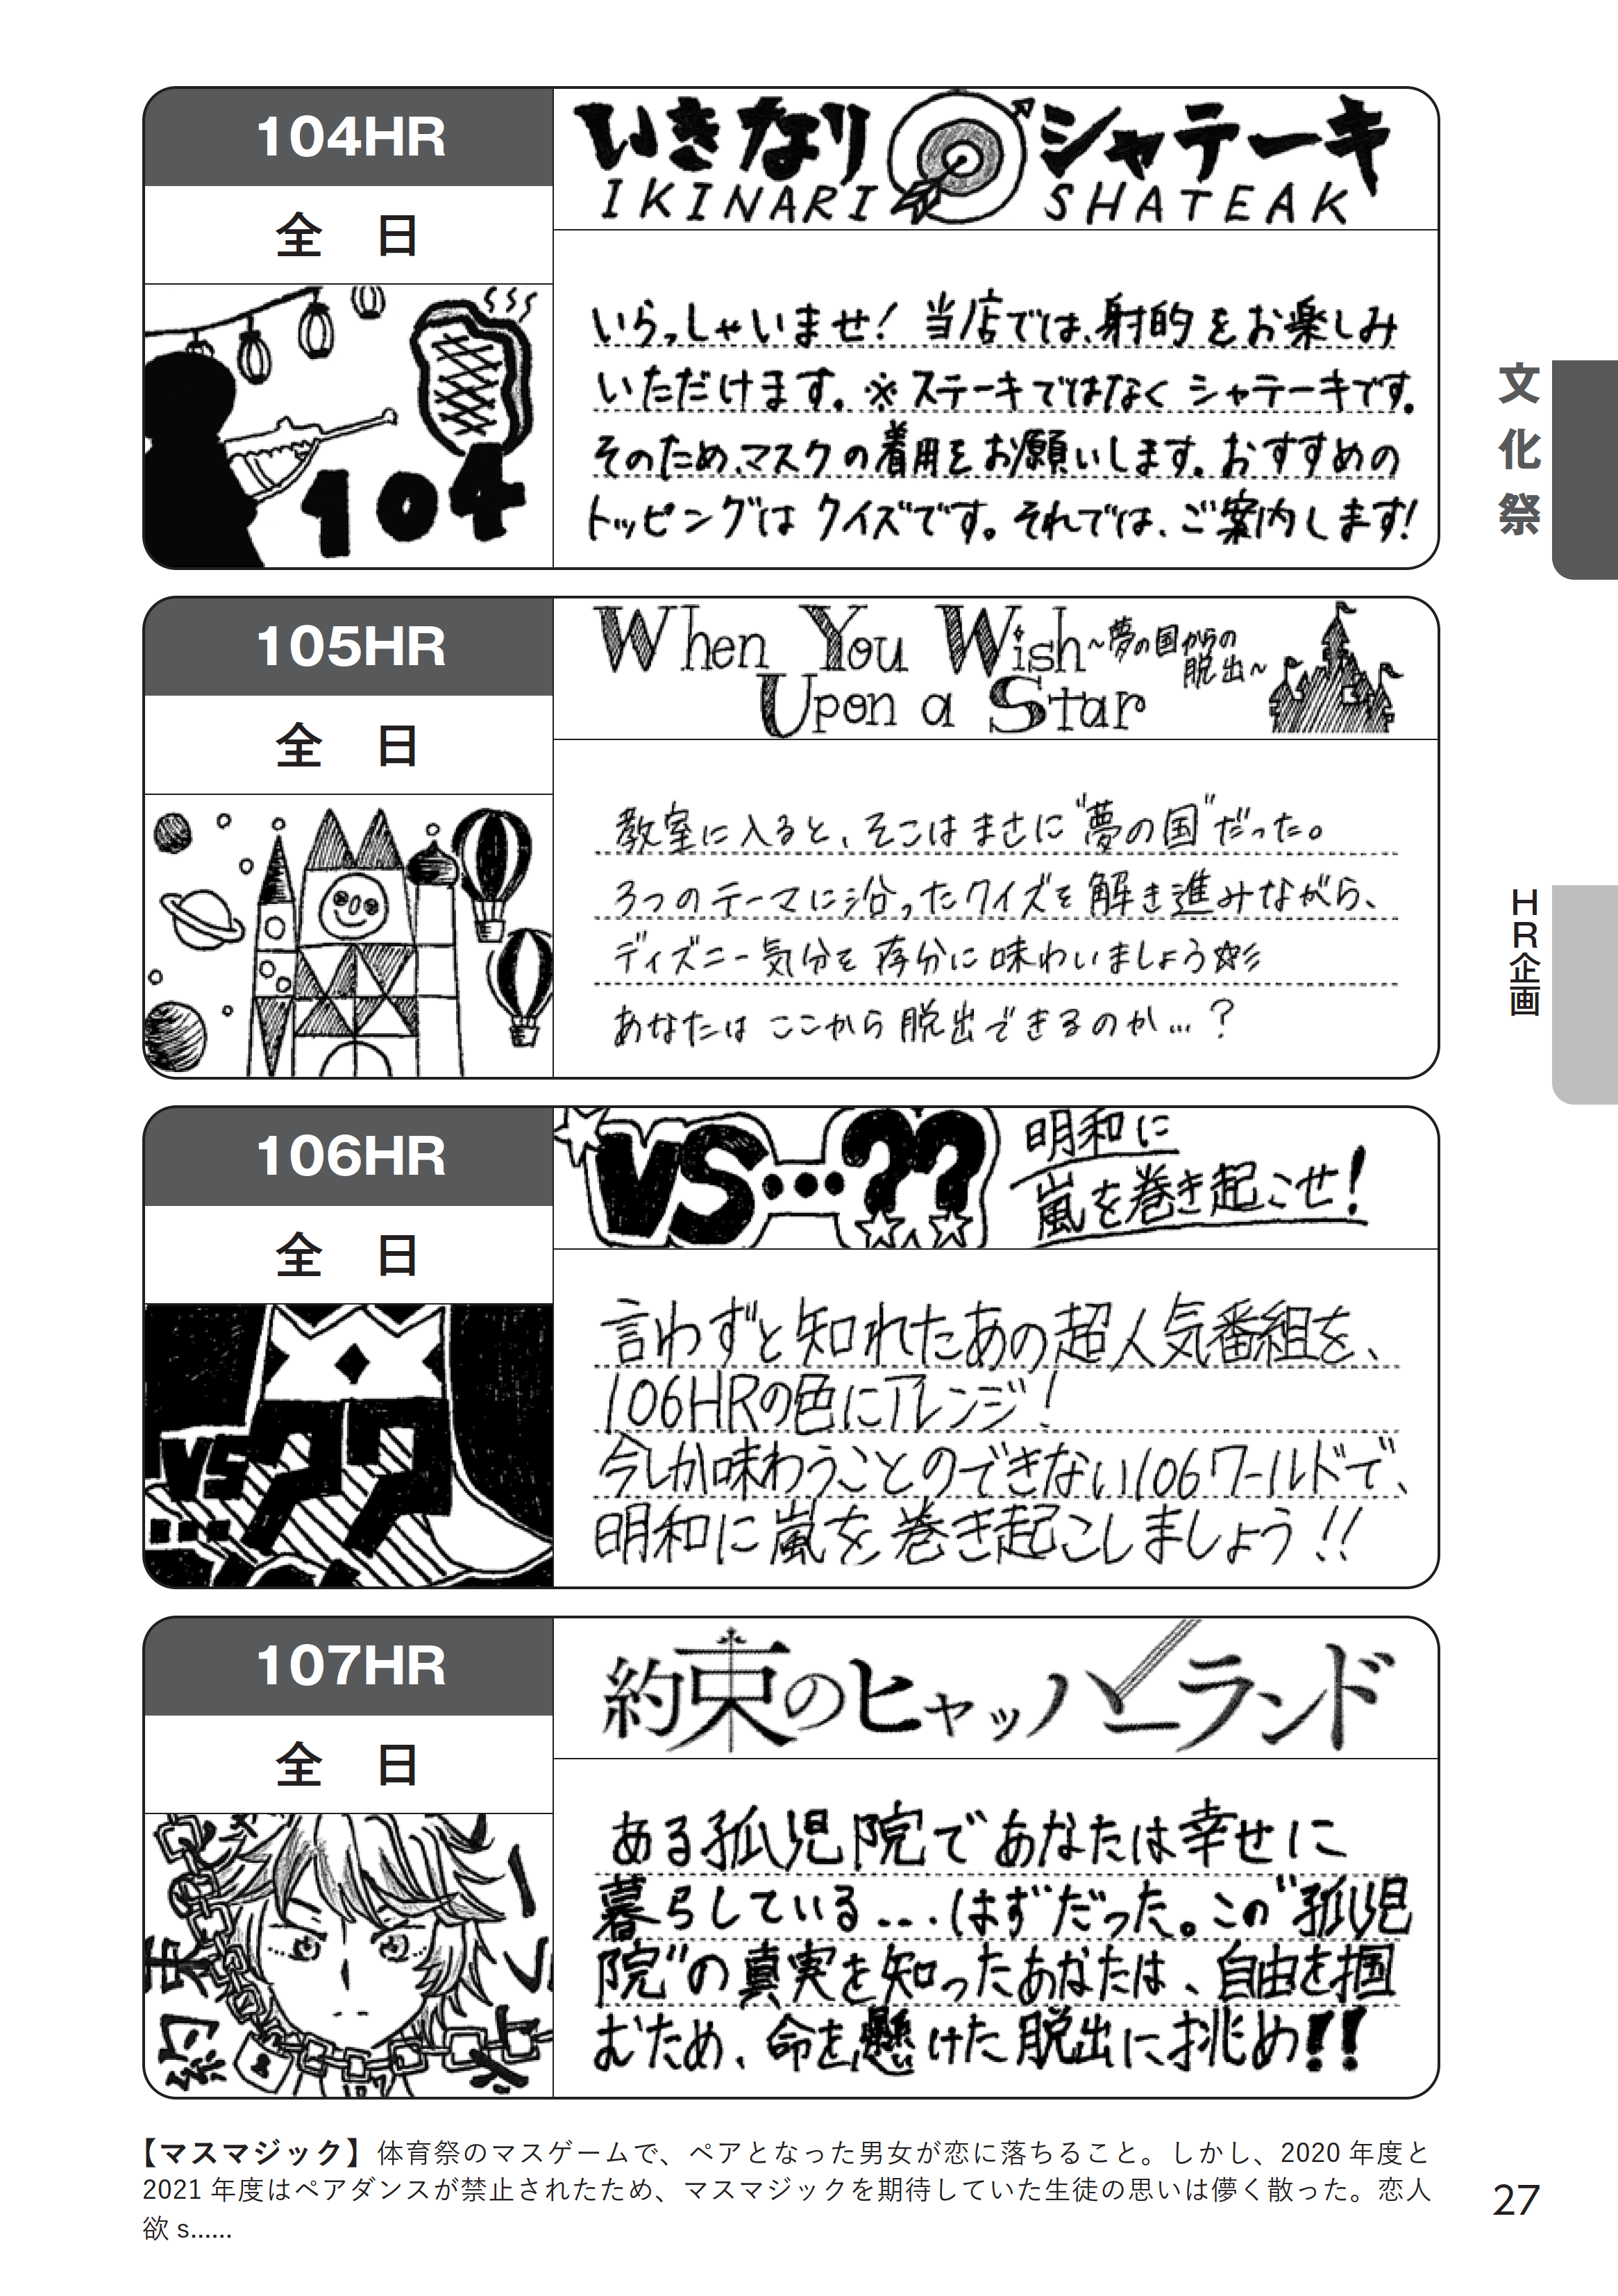 104HR
全 日
いきなり シャテーキ
IKINARI SHATEAK
104
いらっしゃいませ! 当店では、射的をお楽しみ
いただけます。※ステーキではなく シャテーキです。
そのため、マスクの着用をお願いします。おすすめの
トッピングは クイズです。それでは、ご案内します!
105HR
全 日
When You Wish
Upon a Star
~夢の国からの
脱出~
教室に入ると、そこは まさに"夢の国"だった。
3つのテーマに沿ったクイズを解き進みながら、
ディズニー気分を 存分に味わいましょう☆彡
あなたは ここから脱出できるのか…?
106HR
全 日
VS…??
明和に
嵐を巻き起こせ!
VS
...
??
言わずと知れたあの超人気番組を、
106HRの色にアレンジ!
今しか味わうことのできない106ワールドで、
明和に嵐を巻き起こしましょう!!
107HR
全 日
約束のヒャッハーランド
107
ある孤児院であなたは幸せに
暮らしている....はずだった。この"孤児
院"の真実を知ったあなたは、自由を掴
むため、命を懸けた脱出に挑め!!
文化祭
HR企画
【マスマジック】体育祭のマスゲームで、ペアとなった男女が恋に落ちること。しかし、2020 年度と
2021 年度はペアダンスが禁止されたため、マスマジックを期待していた生徒の思いは儚く散った。恋人
欲 s......
27